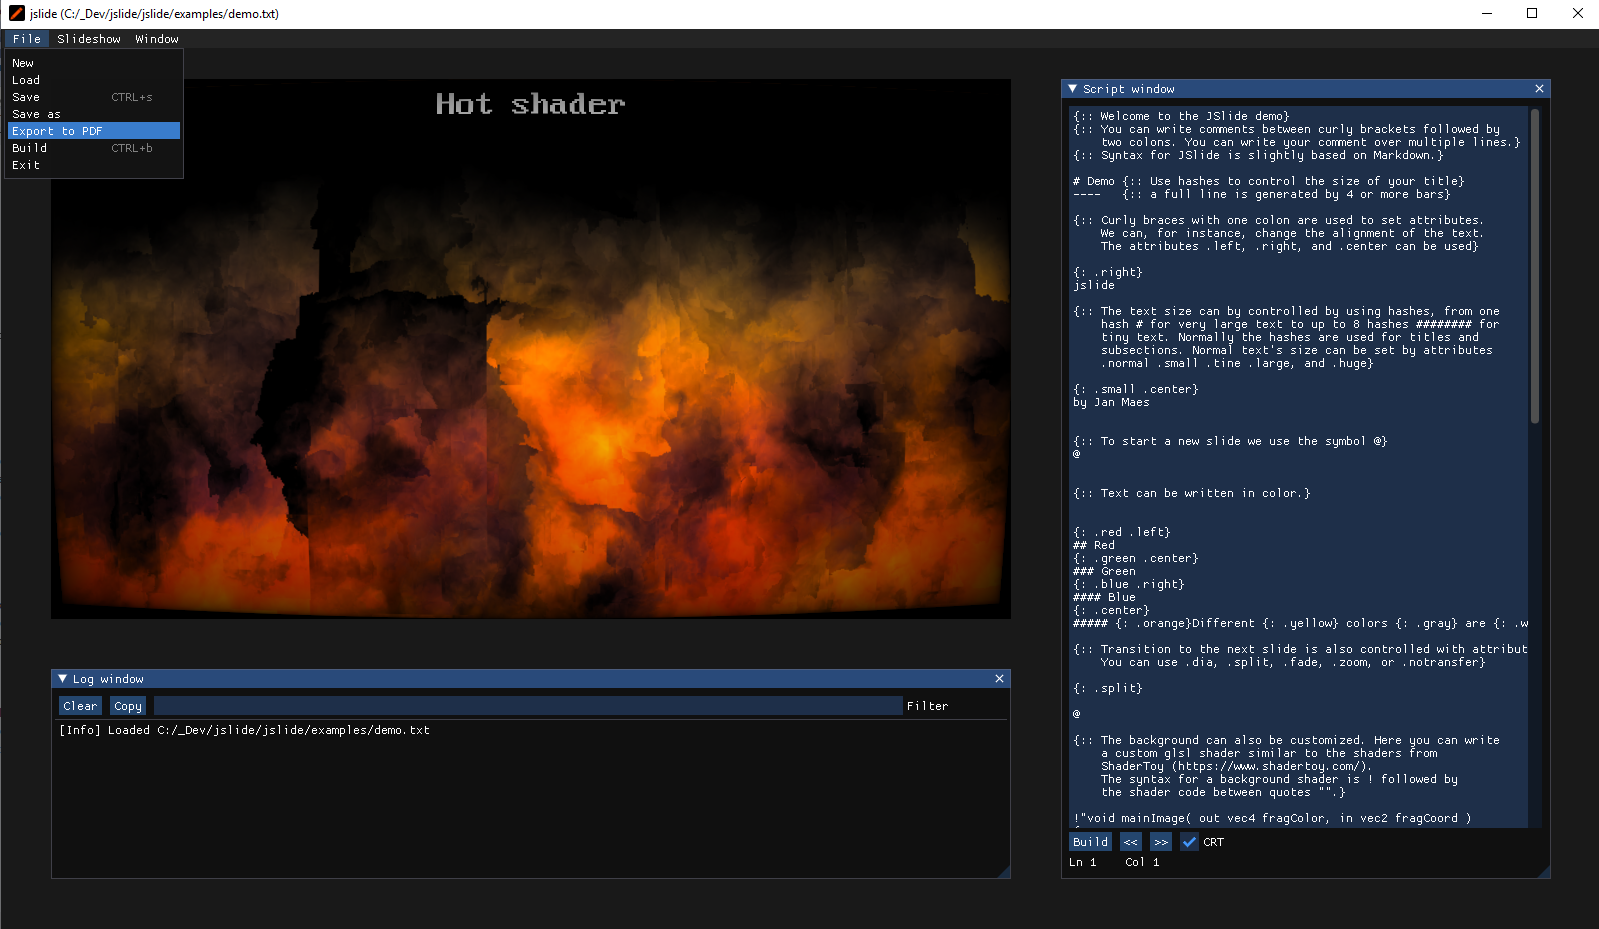 jslide (C:/_Dev/jslide/jslide/examples/demo.txt)
File Slideshow Window
New
Load
Save CTRL+s
Save as
Export to PDF
Build CTRL+b
Exit
Hot shader
Log window
Clear Copy Filter
[Info] Loaded C:/_Dev/jslide/jslide/examples/demo.txt
Script window
{:: Welcome to the JSlide demo}
{:: You can write comments between curly brackets followed by
two colons. You can write your comment over multiple lines.}
{:: Syntax for JSlide is slightly based on Markdown.}
# Demo {:: Use hashes to control the size of your title}
---- {:: a full line is generated by 4 or more bars}
{:: Curly braces with one colon are used to set attributes.
We can, for instance, change the alignment of the text.
The attributes .left, .right, and .center can be used}
{: .right}
jslide
{:: The text size can by controlled by using hashes, from one
hash # for very large text to up to 8 hashes ######## for
tiny text. Normally the hashes are used for titles and
subsections. Normal text's size can be set by attributes
.normal .small .tine .large, and .huge}
{: .small .center}
by Jan Maes
{:: To start a new slide we use the symbol @}
@
{:: Text can be written in color.}
{: .red .left}
## Red
{: .green .center}
### Green
{: .blue .right}
#### Blue
{: .center}
##### {: .orange}Different {: .yellow} colors {: .gray} are {: .w
{:: Transition to the next slide is also controlled with attribut
You can use .dia, .split, .fade, .zoom, or .notransfer}
{: .split}
@
{:: The background can also be customized. Here you can write
a custom glsl shader similar to the shaders from
ShaderToy (https://www.shadertoy.com/).
The syntax for a background shader is ! followed by
the shader code between quotes "".}
!"void mainImage( out vec4 fragColor, in vec2 fragCoord )
Build << >> CRT
Ln 1 Col 1